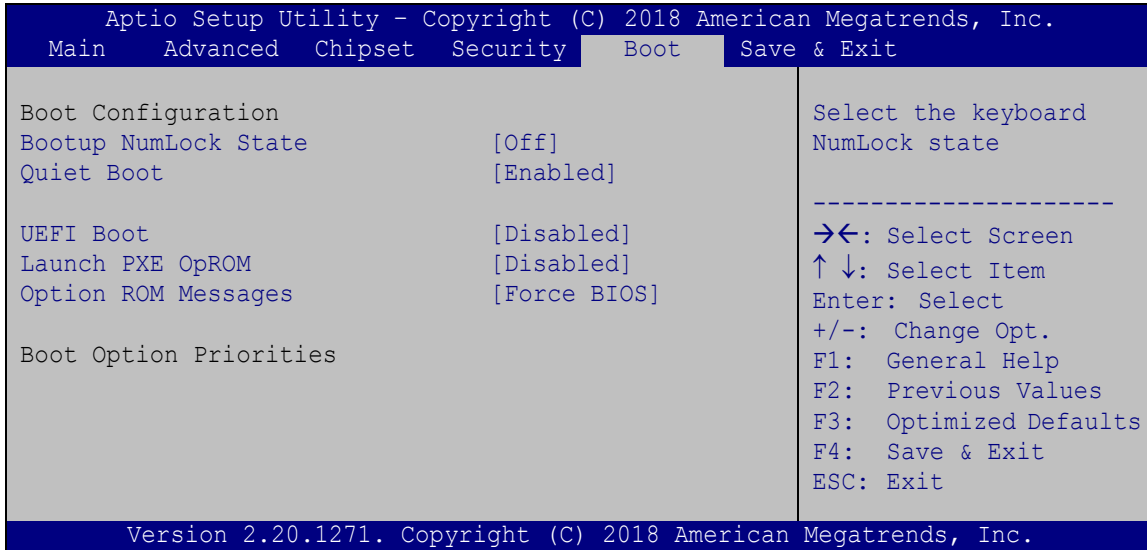 Aptio Setup Utility – Copyright (C) 2018 American Megatrends, Inc.
Main Advanced Chipset Security Boot Save & Exit
Boot Configuration
Bootup NumLock State [Off]
Quiet Boot [Enabled]
UEFI Boot [Disabled]
Launch PXE OpROM [Disabled]
Option ROM Messages [Force BIOS]
Boot Option Priorities
Select the keyboard
NumLock state
---------------------
→←: Select Screen
↑ ↓: Select Item
Enter: Select
+/-: Change Opt.
F1: General Help
F2: Previous Values
F3: Optimized Defaults
F4: Save & Exit
ESC: Exit
Version 2.20.1271. Copyright (C) 2018 American Megatrends, Inc.